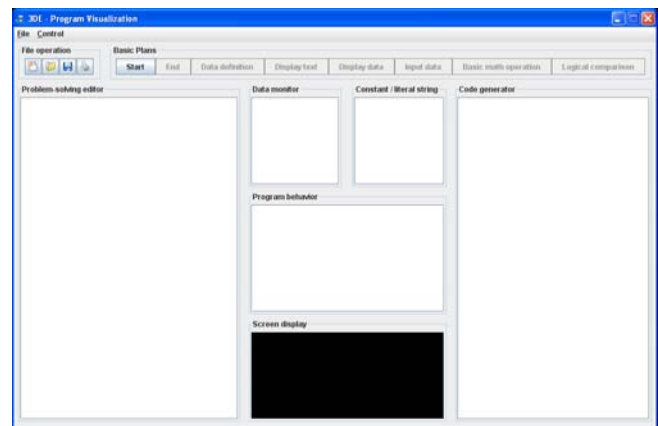 JDE - Program Visualization
File Control
File operation Basic Plans
Start End Data definition Display text Display data Input data Basic math operation Logical comparison
Problem-solving editor Data monitor Constant / literal string Code generator
Program behavior
Screen display